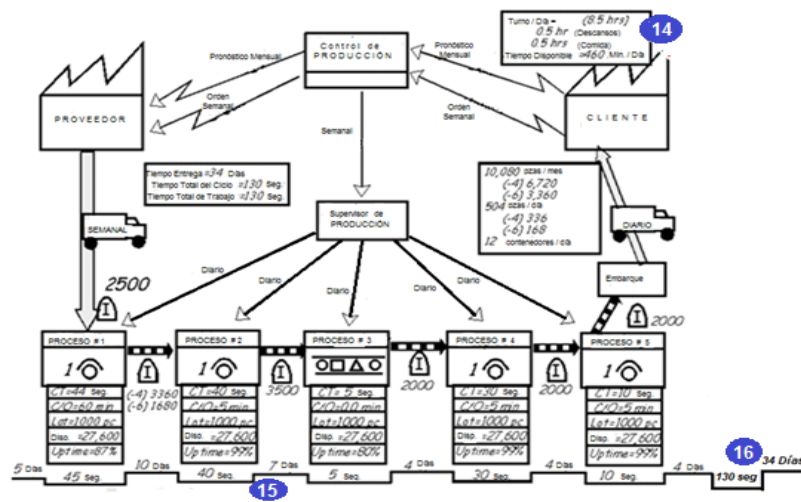 Turno / Día = (8.5 hrs)
0.5 hr (Descansos)
0.5 hrs (Comida)
Tiempo Disponible =460 Min. / Día
14
Control de
PRODUCCIÓN
Pronóstico Mensual
Orden
Semanal
Pronóstico
Mensual
Orden
Semanal
PROVEEDOR
CLIENTE
Semanal
Tiempo Entrega =34 Días
Tiempo Total del Ciclo =130 Seg.
Tiempo Total de Trabajo =130 Seg.
10,080 pzas / mes
(-4) 6,720
(-6) 3,360
504 pzas / día
(-4) 336
(-6) 168
12 contenedores / día
SEMANAL
Supervisor de
PRODUCCIÓN
DIARIO
Embarque
Diario
Diario
Diario
Diario
Diario
2500
I
I
2000
PROCESO # 1
1
CT=44 Seg.
C/O=60 min
Lot=1000 pc
Disp. =27,600
Uptime=87%
I
(-4) 3360
(-6) 1680
PROCESO # 2
1
CT=40 Seg.
C/O=5 min
Lot=1000 pc
Disp. =27,600
Uptime=99%
I
3500
PROCESO # 3
CT= 5 Seg.
C/O=0.0 min
Lot=1000 pc
Disp. =27,600
Uptime=80%
I
2000
PROCESO # 4
1
CT=30 Seg.
C/O=5 min
Lot=1000 pc
Disp. =27,600
Uptime=99%
I
2000
PROCESO # 5
1
CT=10 Seg.
C/O=5 min
Lot=1000 pc
Disp. =27,600
Uptime=99%
5 Días
45 Seg.
10 Días
40 Seg.
7 Días
15
5 Seg.
4 Días
30 Seg.
4 Días
10 Seg.
4 Días
16
130 seg
34 Días